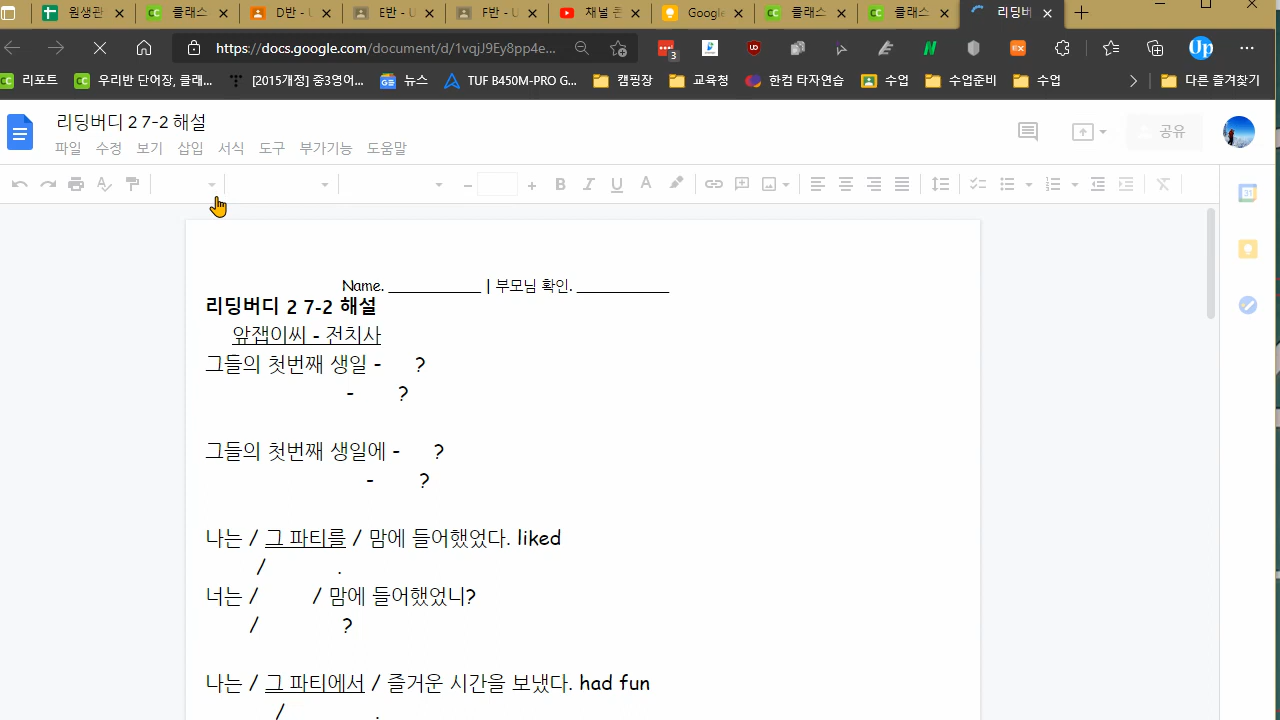 원생관 클래스 D반 - U E반 - U F반 - U 채널 콘 Google 클래스 클래스 리딩버
https://docs.google.com/document/d/1vqjJ9Ey8pp4e... 3 Up
리포트 우리반 단어장, 클래... [2015개정] 중3영어... 뉴스 TUF B450M-PRO G... 캠핑장 교육청 한컴 타자연습 수업 수업준비 수업 다른 즐겨찾기
리딩버디 2 7-2 해설
파일 수정 보기 삽입 서식 도구 부가기능 도움말
공유
B I U A
31
Name. ____________ | 부모님 확인. ____________
리딩버디 2 7-2 해설
앞잽이씨 - 전치사
그들의 첫번째 생일 - ?
- ?
그들의 첫번째 생일에 - ?
- ?
나는 / 그 파티를 / 맘에 들어했었다. liked
/ .
너는 / / 맘에 들어했었니?
/ ?
나는 / 그 파티에서 / 즐거운 시간을 보냈다. had fun
/ .